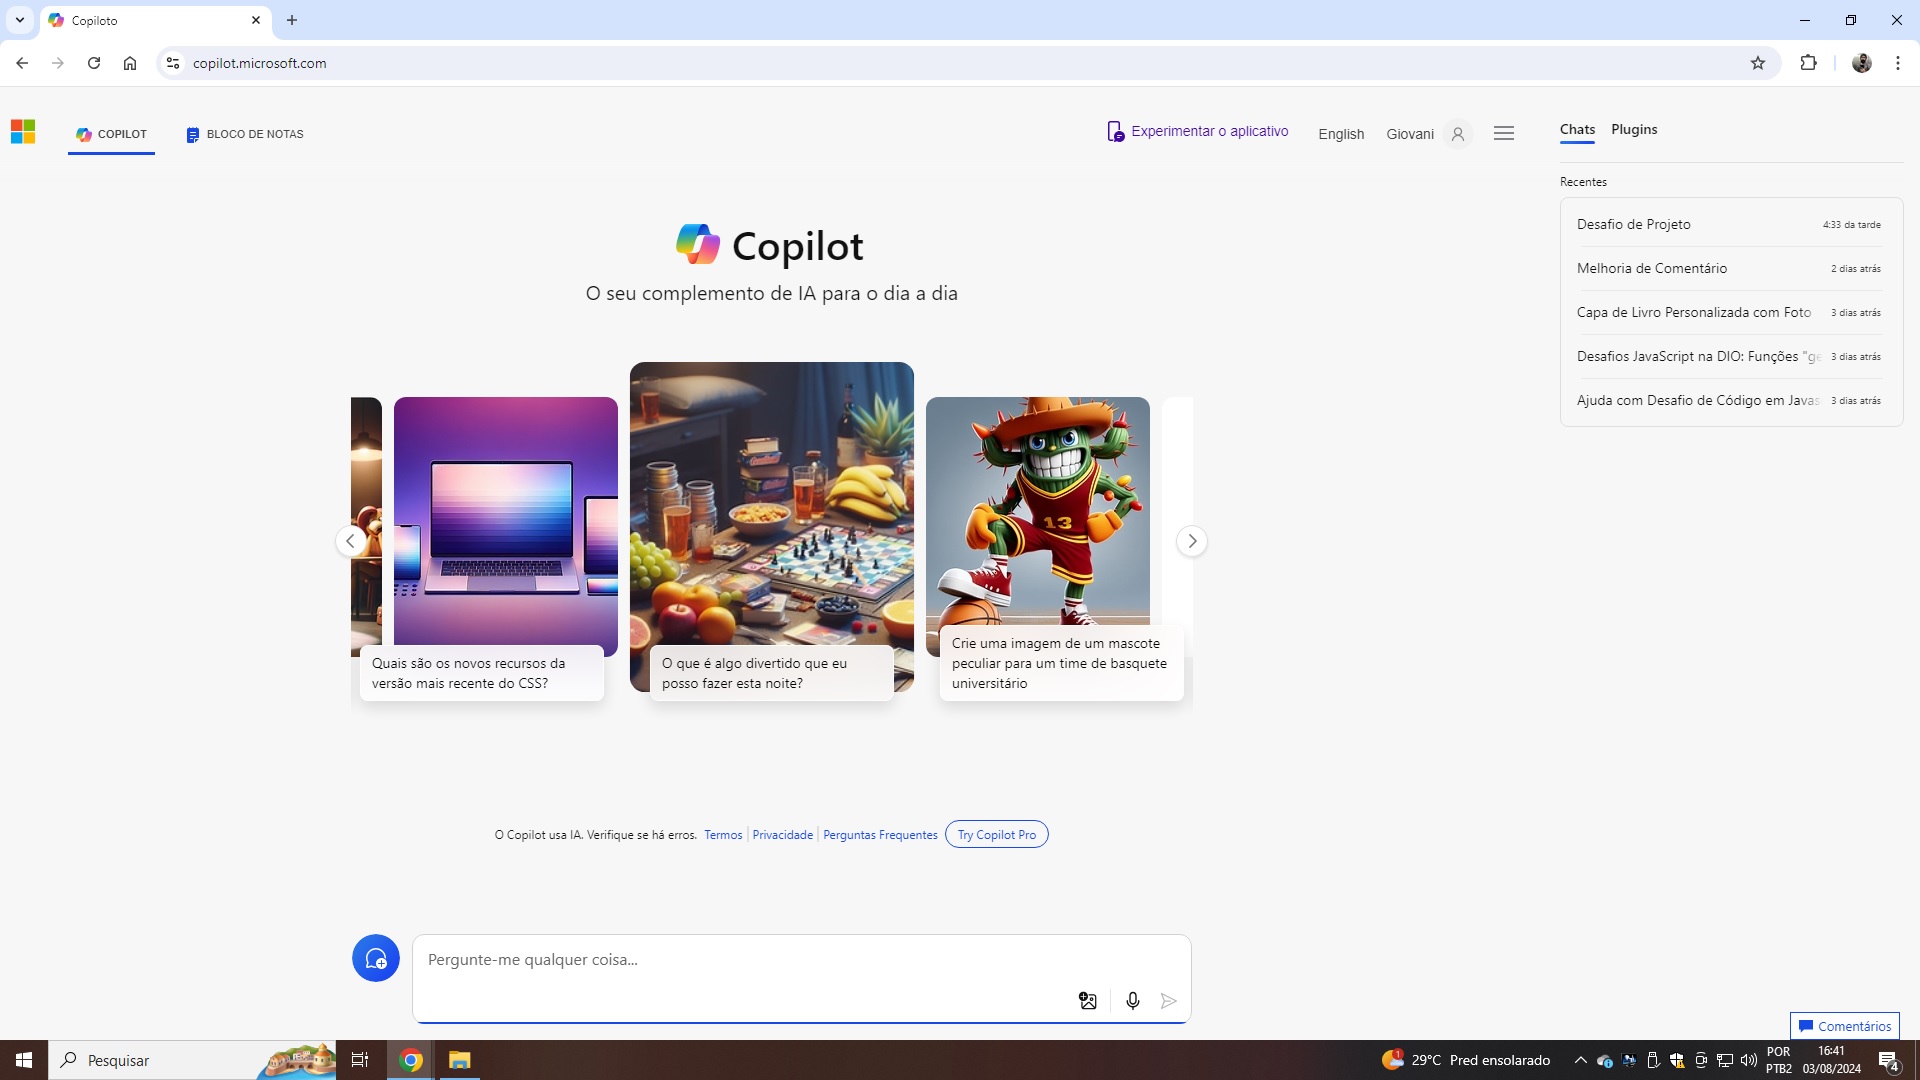 Copiloto
copilot.microsoft.com
COPILOT
BLOCO DE NOTAS
Experimentar o aplicativo
English
Giovani
Chats
Plugins
Recentes
Desafio de Projeto 4:33 da tarde
Melhoria de Comentário 2 dias atrás
Capa de Livro Personalizada com Foto 3 dias atrás
Desafios JavaScript na DIO: Funções "ge 3 dias atrás
Ajuda com Desafio de Código em Javas 3 dias atrás
Copilot
O seu complemento de IA para o dia a dia
13
Quais são os novos recursos da
versão mais recente do CSS?
O que é algo divertido que eu
posso fazer esta noite?
Crie uma imagem de um mascote
peculiar para um time de basquete
universitário
O Copilot usa IA. Verifique se há erros. Termos Privacidade Perguntas Frequentes Try Copilot Pro
Pergunte-me qualquer coisa...
Comentários
Pesquisar
1
29°C Pred ensolarado
POR
PTB2
16:41
03/08/2024
4